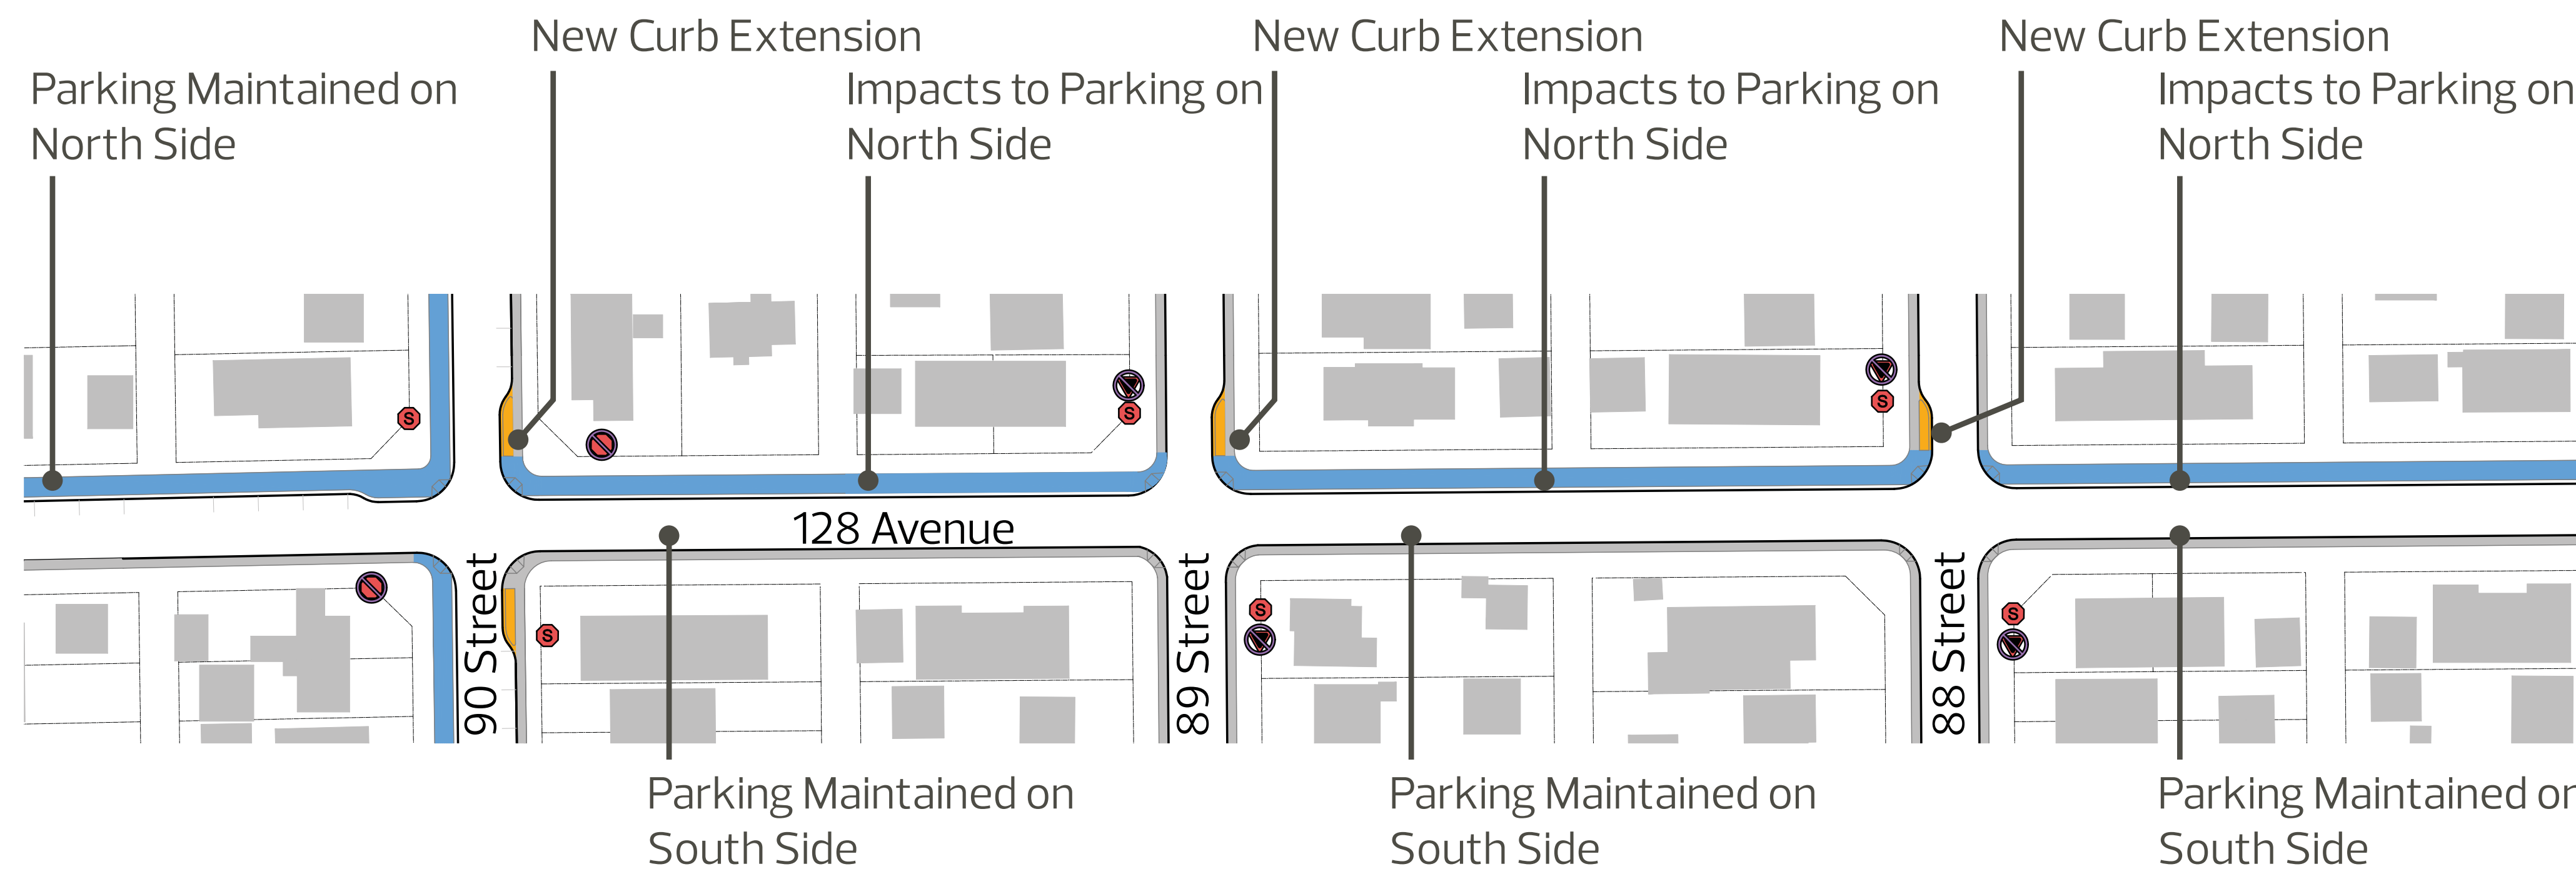 New Curb Extension
New Curb Extension
New Curb Extension
Parking Maintained on
North Side
Impacts to Parking on
North Side
Impacts to Parking on
North Side
Impacts to Parking on
North Side
S
S
S
128 Avenue
90 Street
89 Street
88 Street
S
S
S
Parking Maintained on
South Side
Parking Maintained on
South Side
Parking Maintained on
South Side